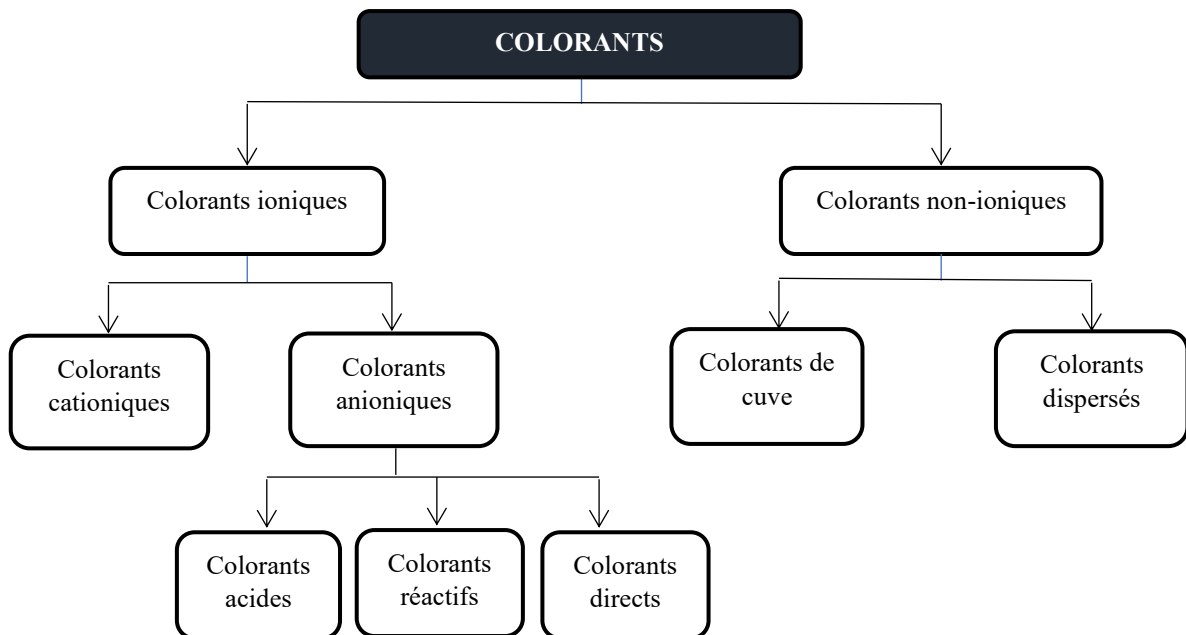 COLORANTS
Colorants ioniques
Colorants non-ioniques
Colorants
cationiques
Colorants
anioniques
Colorants de
cuve
Colorants
dispersés
Colorants
acides
Colorants
réactifs
Colorants
directs